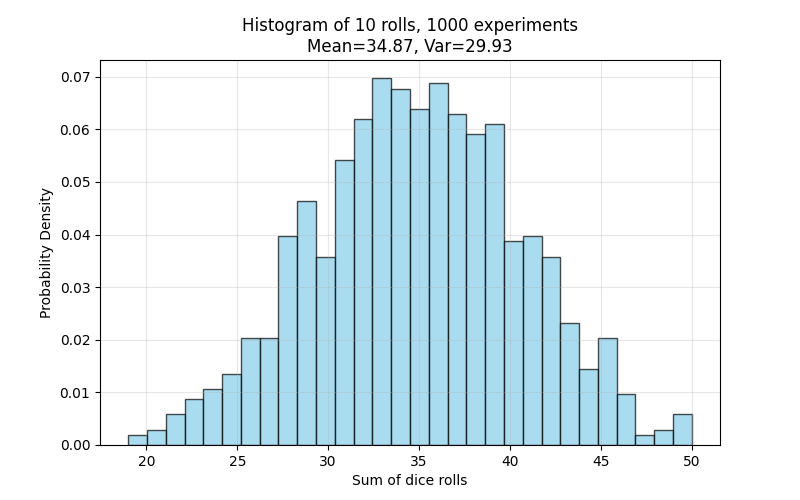 Histogram of 10 rolls, 1000 experiments
Mean=34.87, Var=29.93
0.07
0.06
0.05
0.04
0.03
0.02
0.01
0.00
Probability Density
20 25 30 35 40 45 50
Sum of dice rolls